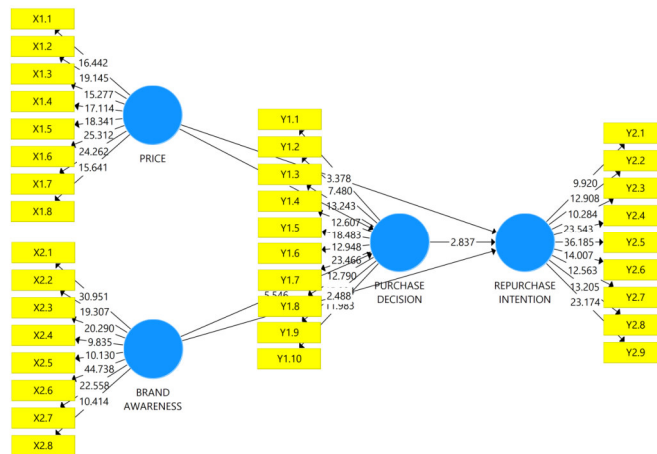 X1.1
X1.2
X1.3
X1.4
X1.5
X1.6
X1.7
X1.8
16.442
19.145
15.277
17.114
18.341
25.312
24.262
15.641
PRICE
X2.1
X2.2
X2.3
X2.4
X2.5
X2.6
X2.7
X2.8
30.951
19.307
20.290
9.835
10.130
44.738
22.558
10.414
BRAND
AWARENESS
Y1.1
Y1.2
Y1.3
Y1.4
Y1.5
Y1.6
Y1.7
Y1.8
Y1.9
Y1.10
3.378
7.480
13.243
12.607
18.483
12.948
23.466
12.790
2.488
11.983
5.546
PURCHASE
DECISION
2.837
REPURCHASE
INTENTION
9.920
12.908
10.284
23.543
36.185
14.007
12.563
13.205
23.174
Y2.1
Y2.2
Y2.3
Y2.4
Y2.5
Y2.6
Y2.7
Y2.8
Y2.9